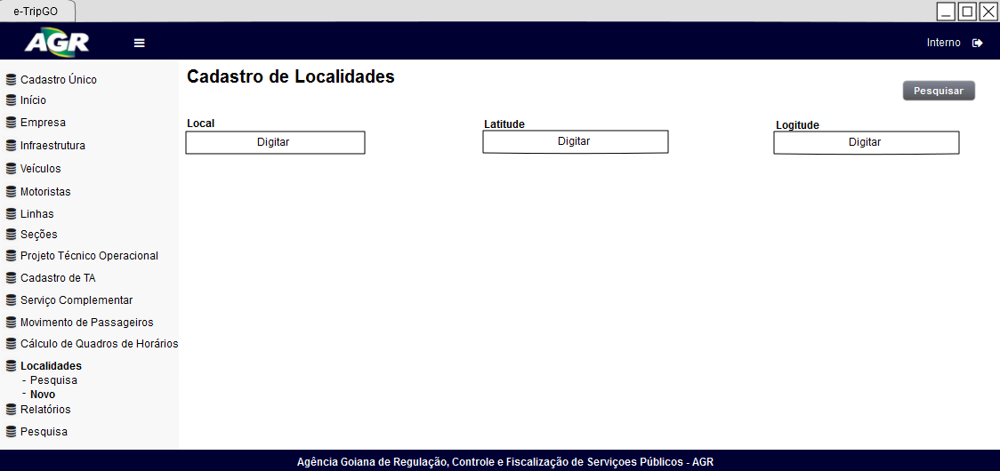 e-TripGO
AGR
Interno
Cadastro Único
Início
Empresa
Infraestrutura
Veículos
Motoristas
Linhas
Seções
Projeto Técnico Operacional
Cadastro de TA
Serviço Complementar
Movimento de Passageiros
Cálculo de Quadros de Horários
Localidades
- Pesquisa
- Novo
Relatórios
Pesquisa
Cadastro de Localidades
Pesquisar
Local
Digitar
Latitude
Digitar
Logitude
Digitar
Agência Goiana de Regulação, Controle e Fiscalização de Serviçoes Públicos - AGR